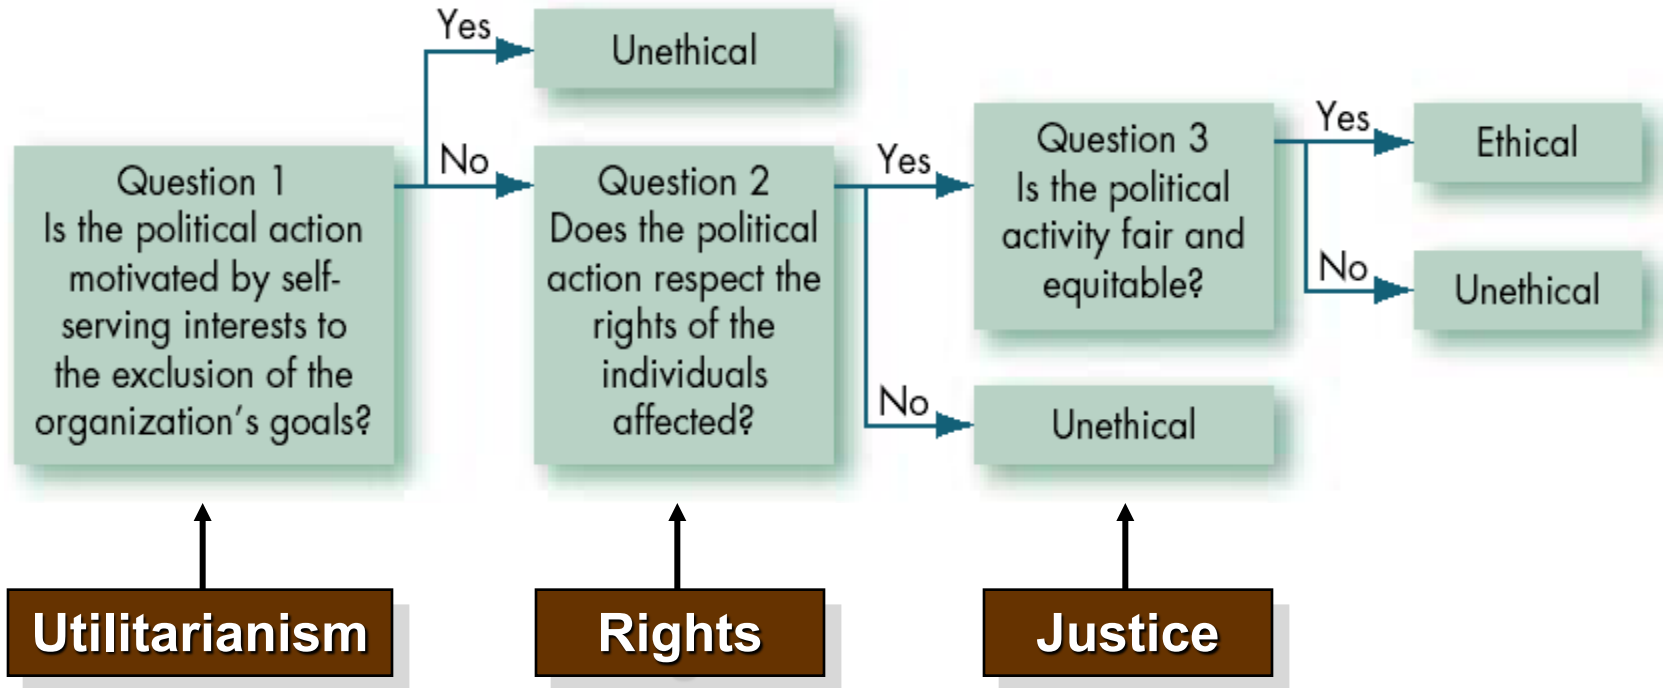 Yes
Unethical
No
Question 1
Is the political action
motivated by self-
serving interests to
the exclusion of the
organization's goals?
Question 2
Does the political
action respect the
rights of the
individuals
affected?
Yes
No
Question 3
Is the political
activity fair and
equitable?
Unethical
Yes
Ethical
No
Unethical
Utilitarianism
Rights
Justice